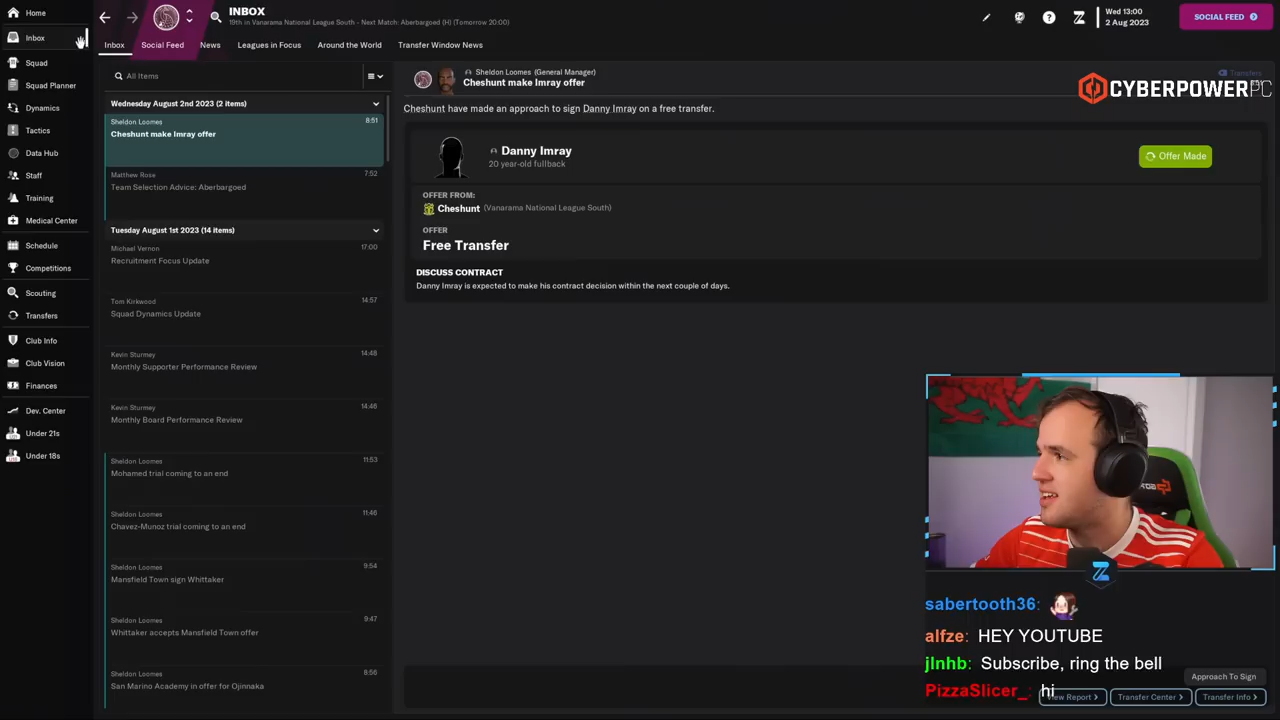 Home
Inbox
Squad
Squad Planner
Dynamics
Tactics
Data Hub
Staff
Training
Medical Center
Schedule
Competitions
Scouting
Transfers
Club Info
Club Vision
Finances
Dev. Center
Under 21s
Under 18s
INBOX
19th in Vanarama National League South - Next Match: Aberbargoed (H) (Tomorrow 20:00)
Wed 13:00
2 Aug 2023
SOCIAL FEED
Inbox Social Feed News Leagues in Focus Around the World Transfer Window News
All Items
Wednesday August 2nd 2023 (2 items)
Sheldon Loomes 8:51
Cheshunt make Imray offer
Matthew Rose 7:52
Team Selection Advice: Aberbargoed
Tuesday August 1st 2023 (14 items)
Michael Vernon 17:00
Recruitment Focus Update
Tom Kirkwood 14:57
Squad Dynamics Update
Kevin Sturmey 14:48
Monthly Supporter Performance Review
Kevin Sturmey 14:46
Monthly Board Performance Review
Sheldon Loomes 11:53
Mohamed trial coming to an end
Sheldon Loomes 11:46
Chavez-Munoz trial coming to an end
Sheldon Loomes 9:54
Mansfield Town sign Whittaker
Sheldon Loomes 9:47
Whittaker accepts Mansfield Town offer
Sheldon Loomes 8:56
San Marino Academy in offer for Ojinnaka
Sheldon Loomes (General Manager)
Cheshunt make Imray offer
Transfers
CYBERPOWERPC
Cheshunt have made an approach to sign Danny Imray on a free transfer.
Danny Imray
20 year-old fullback
Offer Made
OFFER FROM:
Cheshunt (Vanarama National League South)
OFFER
Free Transfer
DISCUSS CONTRACT
Danny Imray is expected to make his contract decision within the next couple of days.
sabertooth36:
alfze: HEY YOUTUBE
jlnhb: Subscribe, ring the bell
PizzaSlicer_: hi
Approach To Sign
View Report
Transfer Center
Transfer Info